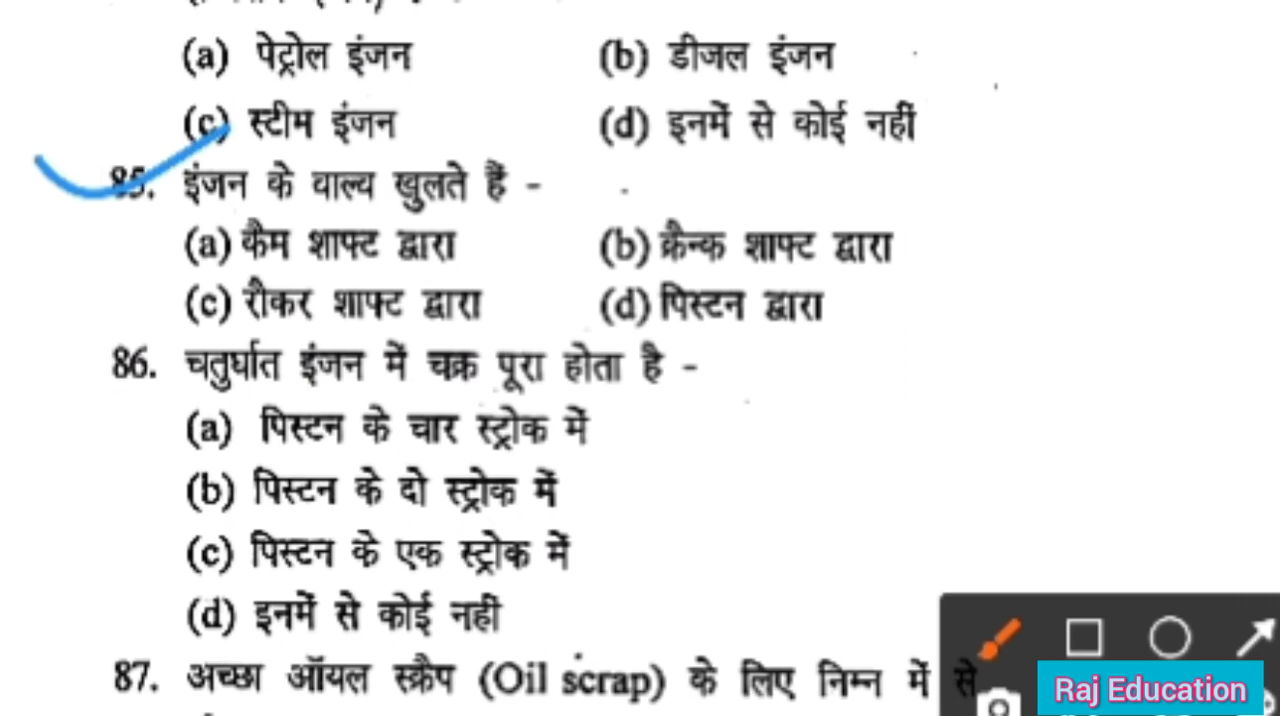 (a) पेट्रोल इंजन (b) डीजल इंजन
(c) स्टीम इंजन (d) इनमें से कोई नहीं
85. इंजन के वाल्व खुलते हैं -
(a) कैम शाफ्ट द्वारा (b) क्रैन्क शाफ्ट द्वारा
(c) रौकर शाफ्ट द्वारा (d) पिस्टन द्वारा
86. चतुर्घात इंजन में चक्र पूरा होता है -
(a) पिस्टन के चार स्ट्रोक में
(b) पिस्टन के दो स्ट्रोक में
(c) पिस्टन के एक स्ट्रोक में
(d) इनमें से कोई नहीं
87. अच्छा ऑयल स्क्रैप (Oil scrap) के लिए निम्न में से
Raj Education